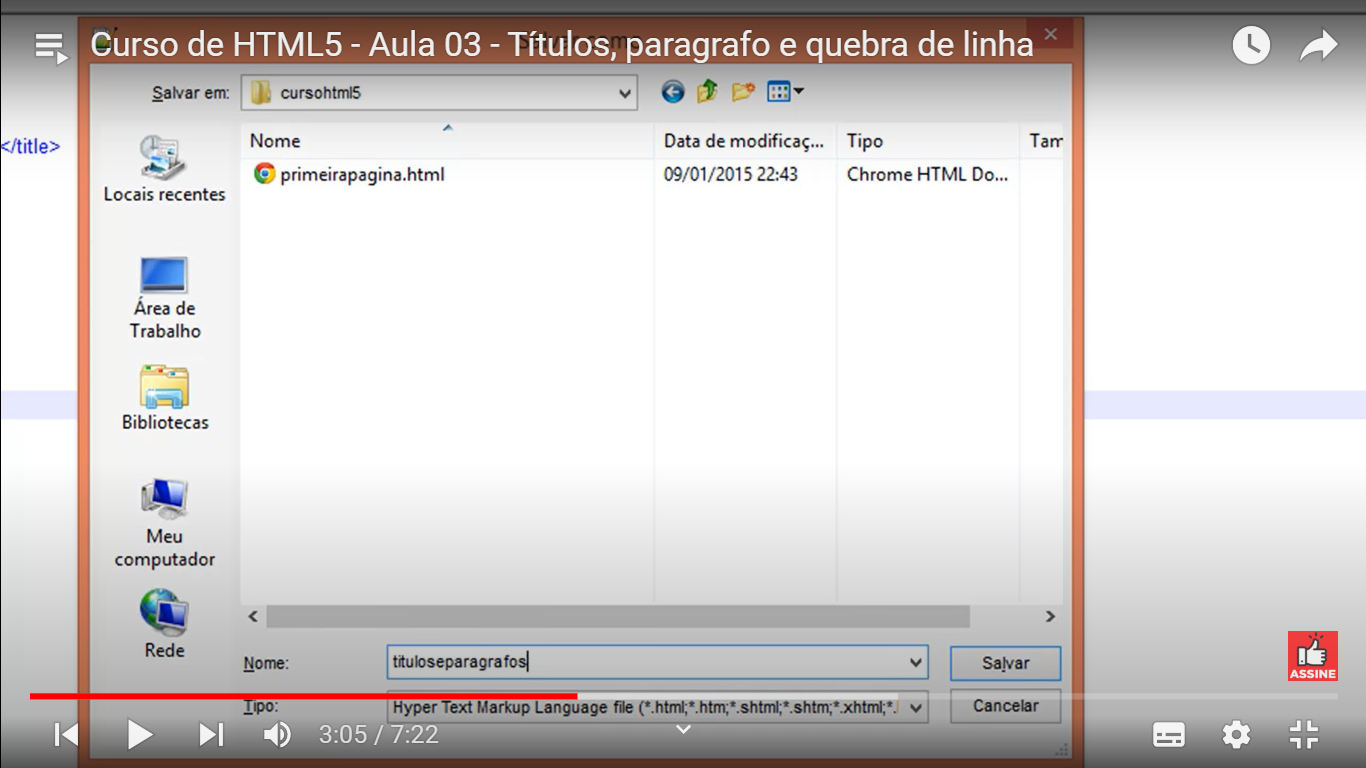 Curso de HTML5 - Aula 03 - Títulos, paragrafo e quebra de linha
Salvar em:
cursohtml5
</title>
Nome
Data de modificaç...
Tipo
Tam
primeirapagina.html
09/01/2015 22:43
Chrome HTML Do...
Locais recentes
Área de
Trabalho
Bibliotecas
Meu
computador
Rede
Nome:
tituloseparagrafos
Salvar
Tipo:
Hyper Text Markup Language file (*.html;*.htm;*.shtml;*.shtm;*.xhtml;*.
Cancelar
ASSINE
3:05 / 7:22